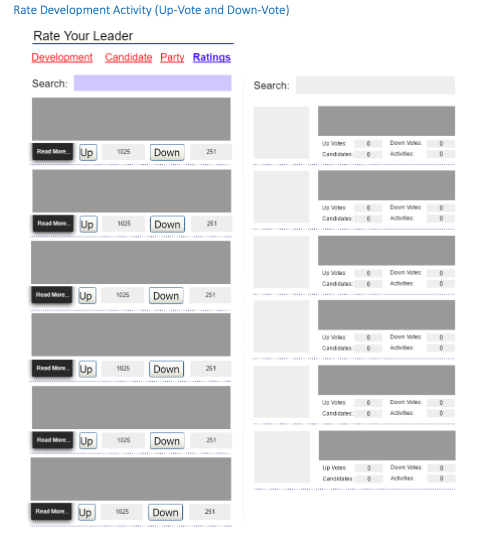 Rate Development Activity (Up-Vote and Down-Vote)
Rate Your Leader
Development Candidate Party Ratings
Search:
Read More... Up 1025 Down 251
Read More... Up 1025 Down 251
Read More... Up 1025 Down 251
Read More... Up 1025 Down 251
Read More... Up 1025 Down 251
Read More... Up 1025 Down 251
Search:
Up Votes: 0 Down Votes: 0
Candidates: 0 Activities: 0
Up Votes: 0 Down Votes: 0
Candidates: 0 Activities: 0
Up Votes: 0 Down Votes: 0
Candidates: 0 Activities: 0
Up Votes: 0 Down Votes: 0
Candidates: 0 Activities: 0
Up Votes: 0 Down Votes: 0
Candidates: 0 Activities: 0
Up Votes: 0 Down Votes: 0
Candidates: 0 Activities: 0